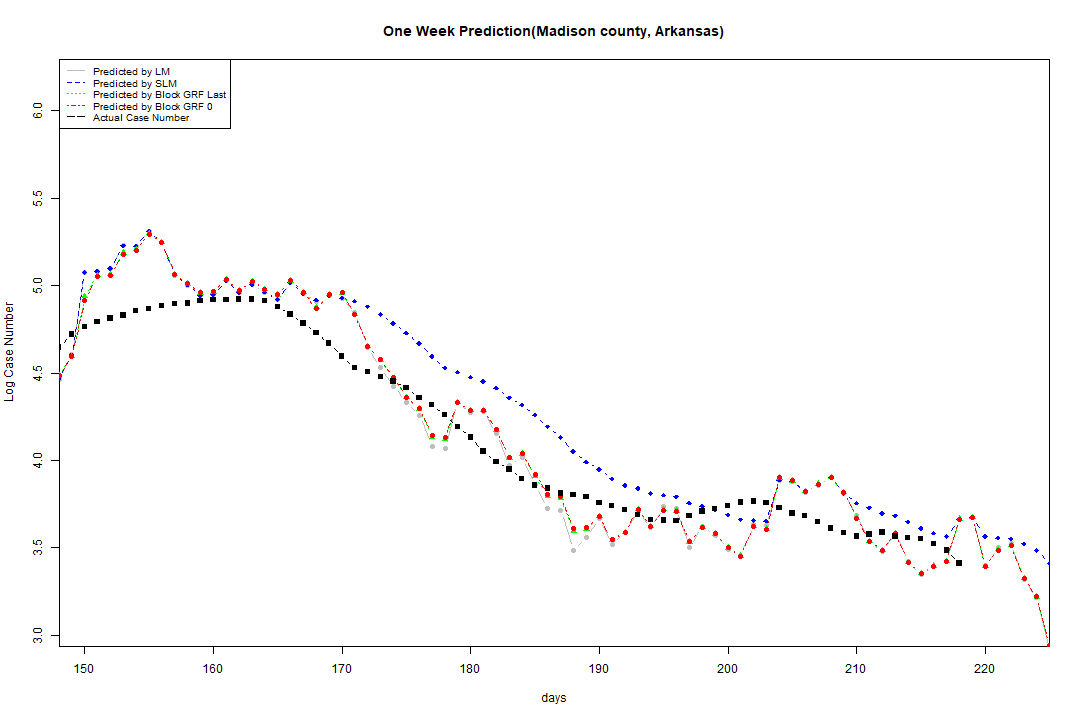 One Week Prediction(Madison county, Arkansas)
Predicted by LM
Predicted by SLM
Predicted by Block GRF Last
Predicted by Block GRF 0
Actual Case Number
6.0
5.5
5.0
4.5
4.0
3.5
3.0
Log Case Number
150 160 170 180 190 200 210 220
days